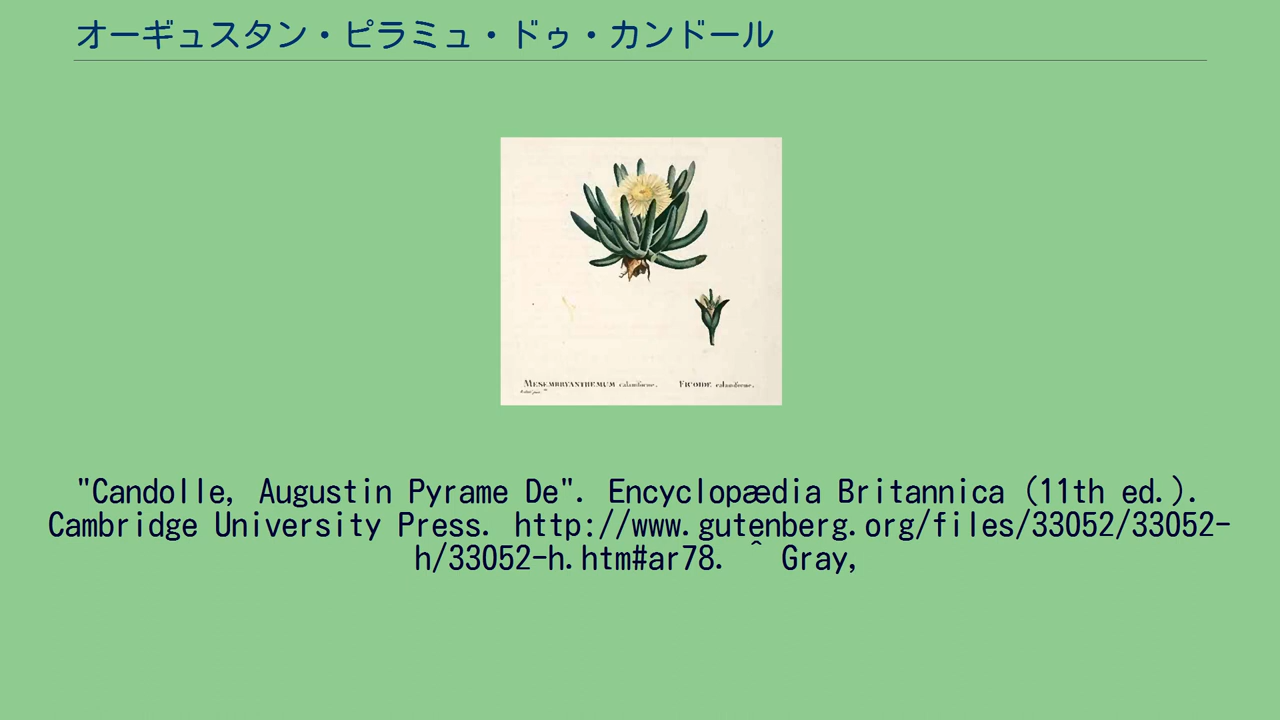 オーギュスタン・ピラミュ・ドゥ・カンドール
MESEMBRYANTHEMUM calamiforme. FICOIDE calamiforme.
"Candolle, Augustin Pyrame De". Encyclopædia Britannica (11th ed.).
Cambridge University Press. http://www.gutenberg.org/files/33052/33052-
h/33052-h.htm#ar78. ^ Gray,